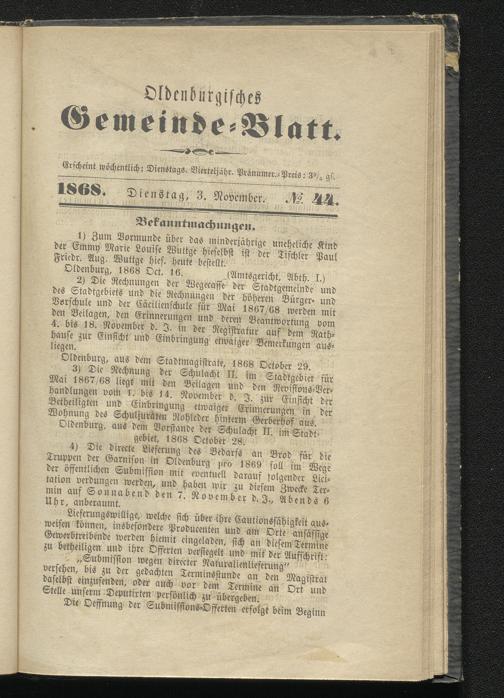 Oldenburgisches
Gemeinde-Blatt.
Erscheint wöchentlich: Dienstags. Vierteljähr. Pränumer.-Preis: 3¾ gs.
1868. Dienstag, 3. November. № 44.
Bekanntmachungen.
1) Zum Vormunde über das minderjährige uneheliche Kind
der Emmy Marie Louise Wuttge hieselbst ist der Tischler Paul
Friedr. Aug. Wuttge hies. heute bestellt.
Oldenburg, 1868 Oct. 16. (Amtsgericht, Abth. I.)
2) Die Rechnungen der Wegecasse der Stadtgemeinde und
des Stadtgebiets und die Rechnungen der höheren Bürger- und
Vorschule und der Cäcilienschule für Mai 1867/68 werden mit
den Beilagen, den Erinnerungen und deren Beantwortung vom
4. bis 18. November d. J. in der Registratur auf dem Rath-
hause zur Einsicht und Einbringung etwaiger Bemerkungen aus-
liegen.
Oldenburg, aus dem Stadtmagistrate, 1868 October 29.
3) Die Rechnung der Schulacht II. im Stadtgebiet für
Mai 1867/68 liegt mit den Beilagen und den Revisions-Ver-
handlungen vom 1. bis 14. November d. J. zur Einsicht der
Betheiligten und Einbringung etwaiger Erinnerungen in der
Wohnung des Schuljuraten Rohleder hinterm Gerberhof aus.
Oldenburg, aus dem Vorstande der Schulacht II. im Stadt-
gebiet, 1868 October 28.
4) Die directe Lieferung des Bedarfs an Brod für die
Truppen der Garnison in Oldenburg pro 1869 soll im Wege
der öffentlichen Submission mit eventuell darauf folgender Lici-
tation verdungen werden, und haben wir zu diesem Zwecke Ter-
min auf Sonnabend den 7. November d. J., Abends 6
Uhr, anberaumt.
Lieferungswillige, welche sich über ihre Cautionsfähigkeit aus-
weisen können, insbesondere Producenten und am Orte ansässige
Gewerbtreibende werden hiemit eingeladen, sich an diesem Termine
zu betheiligen und ihre Offerten versiegelt und mit der Aufschrift:
„Submission wegen directer Naturalienlieferung"
versehen, bis zu der gedachten Terminsstunde an den Magistrat
daselbst einzusenden, oder auch vor dem Termine an Ort und
Stelle unserm Deputirten persönlich zu übergeben.
Die Oeffnung der Submissions-Offerten erfolgt beim Beginn